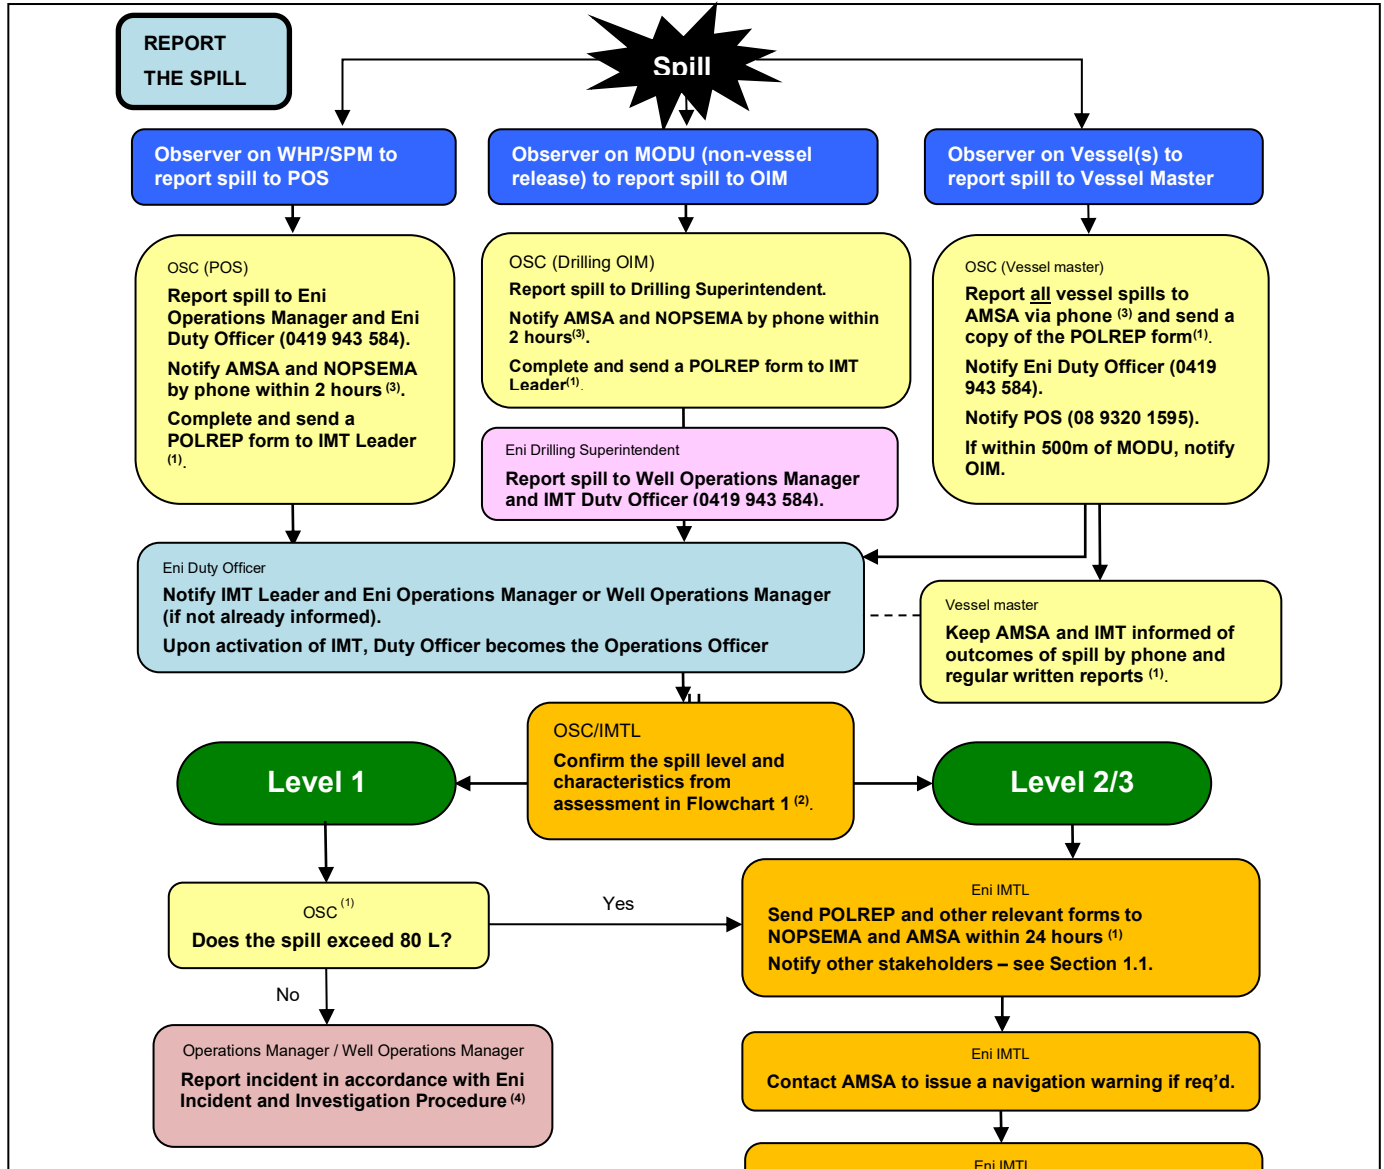 REPORT
THE SPILL
Spill
Observer on WHP/SPM to
report spill to POS
Observer on MODU (non-vessel
release) to report spill to OIM
Observer on Vessel(s) to
report spill to Vessel Master
OSC (POS)
Report spill to Eni
Operations Manager and Eni
Duty Officer (0419 943 584).
Notify AMSA and NOPSEMA
by phone within 2 hours (3).
Complete and send a
POLREP form to IMT Leader
(1).
OSC (Drilling OIM)
Report spill to Drilling Superintendent.
Notify AMSA and NOPSEMA by phone within
2 hours(3).
Complete and send a POLREP form to IMT
Leader(1).
Eni Drilling Superintendent
Report spill to Well Operations Manager
and IMT Duty Officer (0419 943 584).
OSC (Vessel master)
Report all vessel spills to
AMSA via phone (3) and send a
copy of the POLREP form(1).
Notify Eni Duty Officer (0419
943 584).
Notify POS (08 9320 1595).
If within 500m of MODU, notify
OIM.
Eni Duty Officer
Notify IMT Leader and Eni Operations Manager or Well Operations Manager
(if not already informed).
Upon activation of IMT, Duty Officer becomes the Operations Officer
Vessel master
Keep AMSA and IMT informed of
outcomes of spill by phone and
regular written reports (1).
OSC/IMTL
Confirm the spill level and
characteristics from
assessment in Flowchart 1 (2).
Level 1
Level 2/3
OSC (1)
Does the spill exceed 80 L?
Yes
No
Eni IMTL
Send POLREP and other relevant forms to
NOPSEMA and AMSA within 24 hours (1)
Notify other stakeholders – see Section 1.1.
Operations Manager / Well Operations Manager
Report incident in accordance with Eni
Incident and Investigation Procedure (4)
Eni IMTL
Contact AMSA to issue a navigation warning if req'd.
Eni IMTL